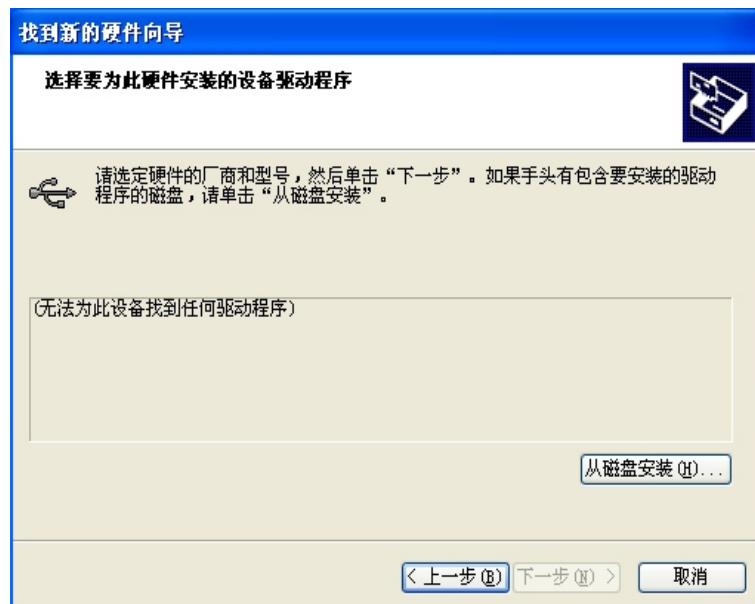 找到新的硬件向导
选择要为此硬件安装的设备驱动程序
请选定硬件的厂商和型号，然后单击“下一步”。如果手头有包含要安装的驱动
程序的磁盘，请单击“从磁盘安装”。
(无法为此设备找到任何驱动程序)
从磁盘安装(H)...
< 上一步(B) 下一步(N) > 取消